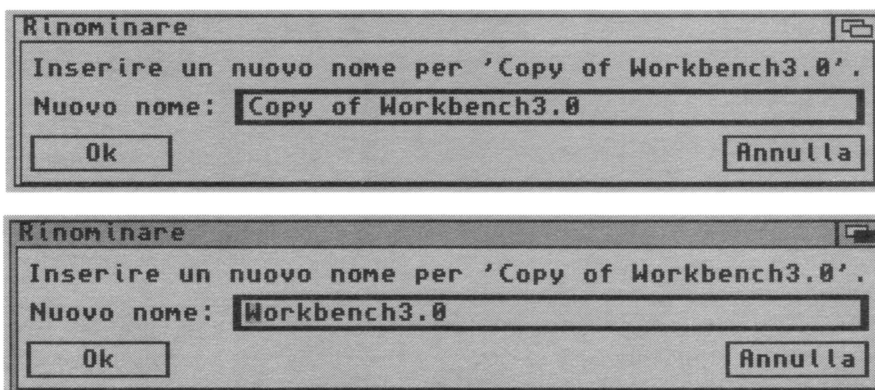 Rinominare
Inserire un nuovo nome per 'Copy of Workbench3.0'.
Nuovo nome: Copy of Workbench3.0
Ok Annulla
Rinominare
Inserire un nuovo nome per 'Copy of Workbench3.0'.
Nuovo nome: Workbench3.0
Ok Annulla